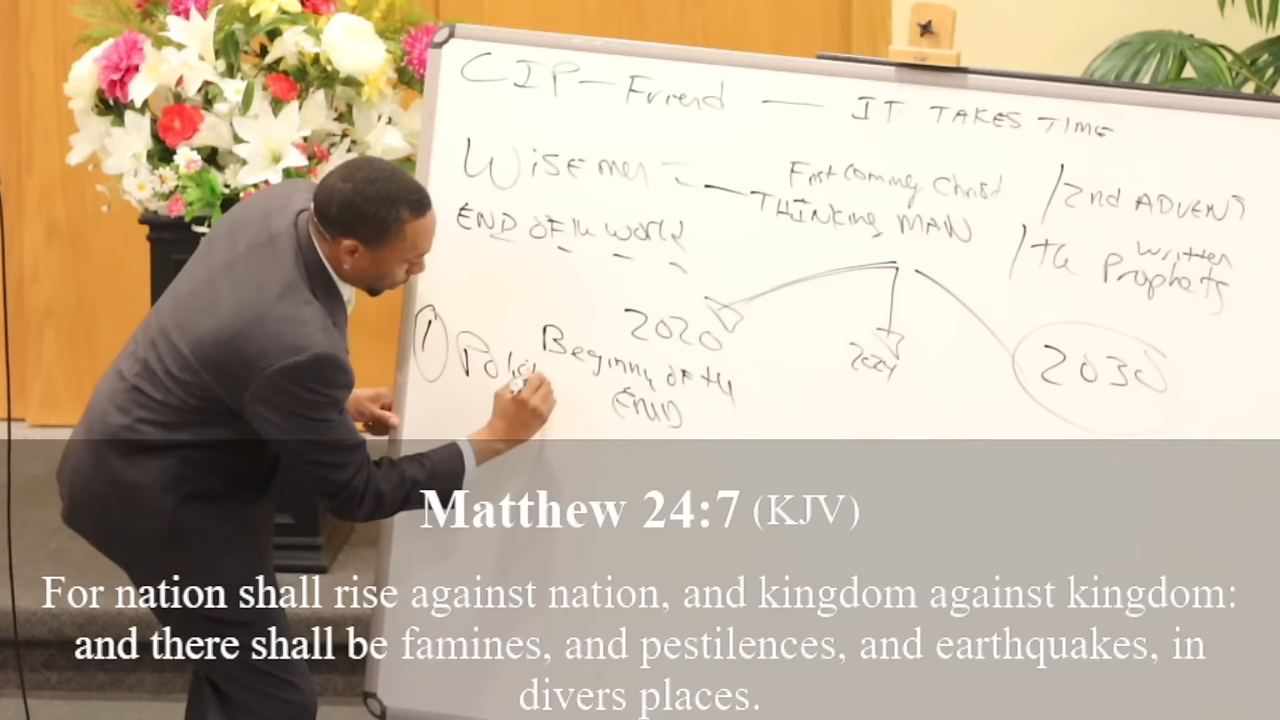 CIP - Friend — IT TAKES TIME
Wise men - — First Coming Christ / 2nd ADVENT
THINKING MAN / the written Prophets
END OF the world
2020
2024
2030
① Polic
Beginning OF the
END
Matthew 24:7 (KJV)
For nation shall rise against nation, and kingdom against kingdom:
and there shall be famines, and pestilences, and earthquakes, in
divers places.